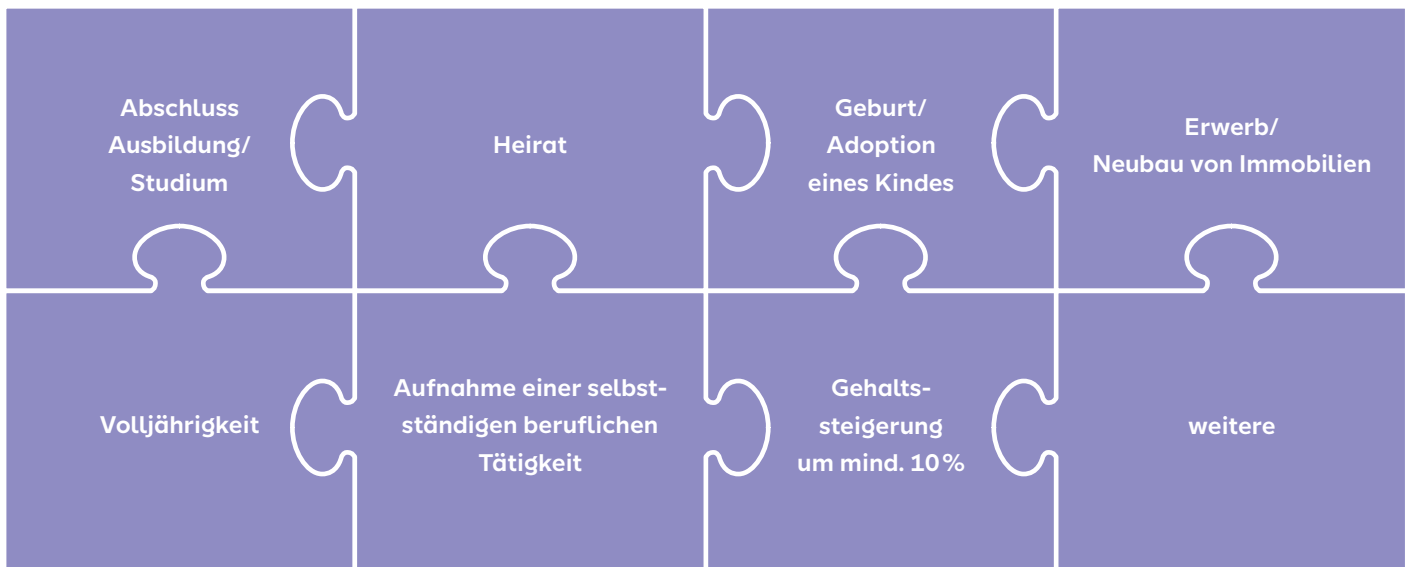 Abschluss
Ausbildung/
Studium
Heirat
Geburt/
Adoption
eines Kindes
Erwerb/
Neubau von Immobilien
Volljährigkeit
Aufnahme einer selbst-
ständigen beruflichen
Tätigkeit
Gehalts-
steigerung
um mind. 10 %
weitere